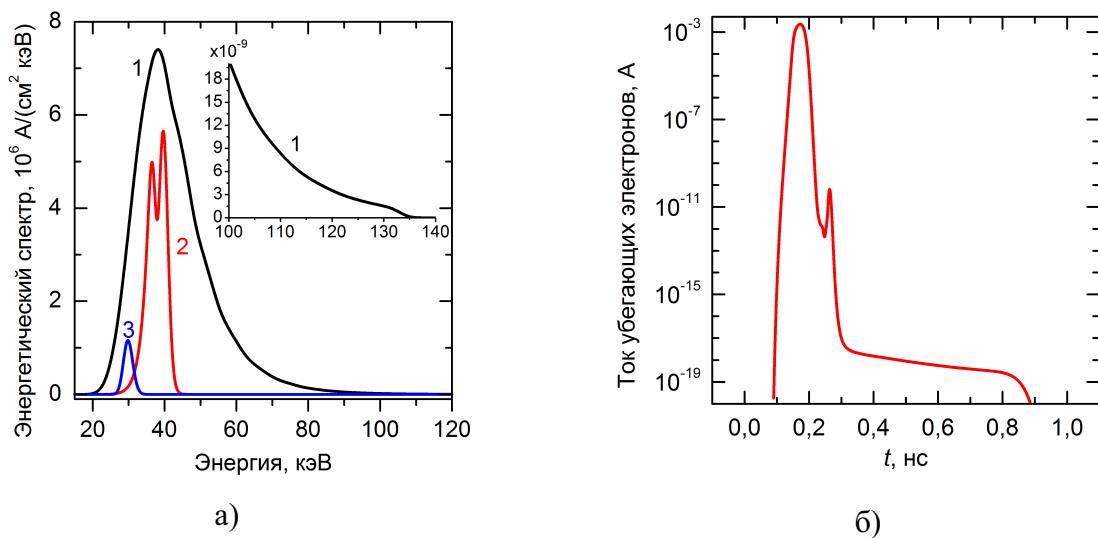 Энергетический спектр, 10⁶ А/(см² кэВ)
8
6
4
2
0
1
2
3
x10⁻⁹
18
15
12
9
6
3
0
1
100 110 120 130 140
20 40 60 80 100 120
Энергия, кэВ
а)
Ток убегающих электронов, А
10⁻³
10⁻⁷
10⁻¹¹
10⁻¹⁵
10⁻¹⁹
0,0 0,2 0,4 0,6 0,8 1,0
t, нс
б)